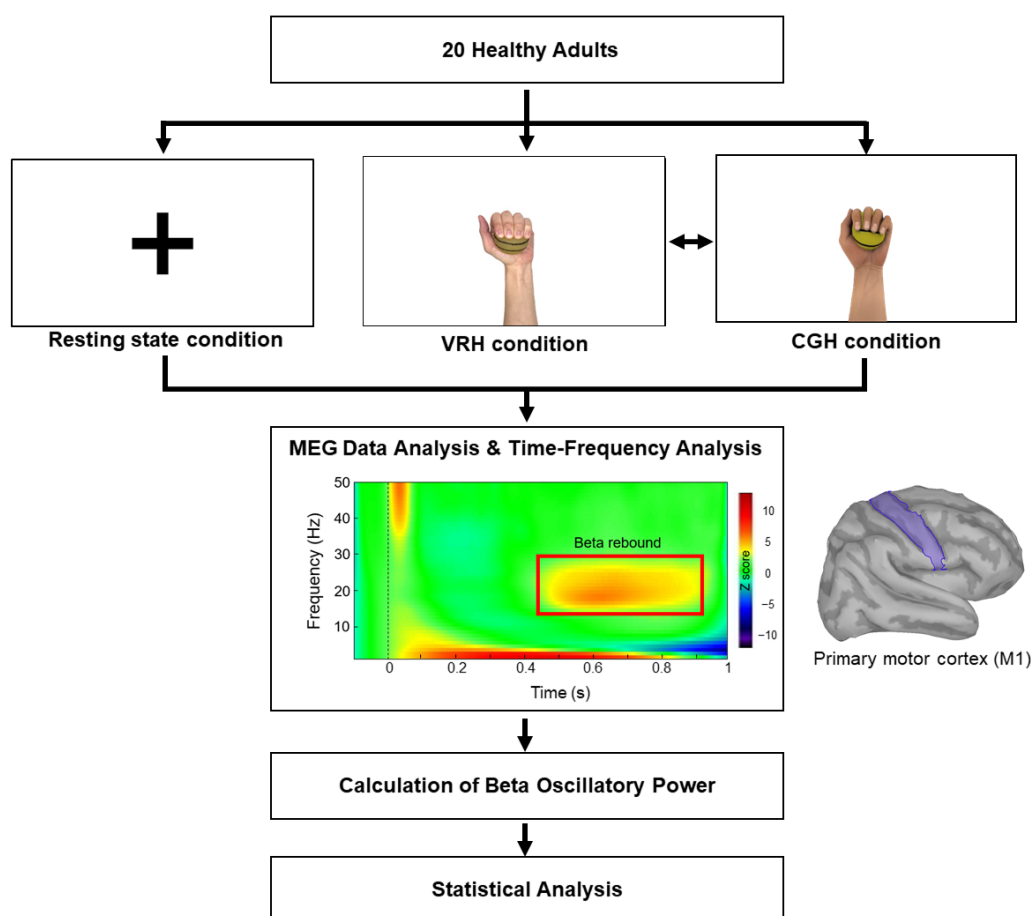 20 Healthy Adults
Resting state condition
VRH condition
CGH condition
MEG Data Analysis & Time-Frequency Analysis
50
40
30
20
10
Frequency (Hz)
Beta rebound
0
0.2
0.4
0.6
0.8
1
Time (s)
10
5
0
−5
−10
Z score
Primary motor cortex (M1)
Calculation of Beta Oscillatory Power
Statistical Analysis